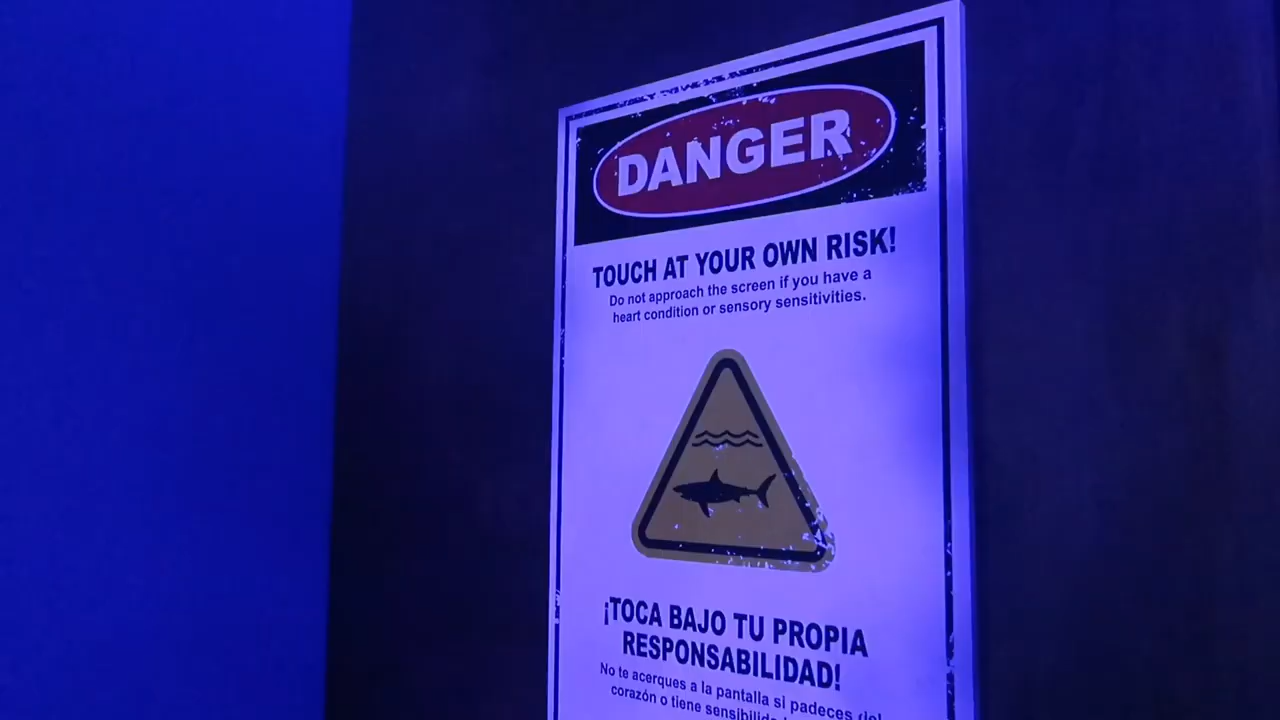 DANGER
TOUCH AT YOUR OWN RISK!
Do not approach the screen if you have a
heart condition or sensory sensitivities.
¡TOCA BAJO TU PROPIA
RESPONSABILIDAD!
No te acerques a la pantalla si padeces del
corazón o tiene